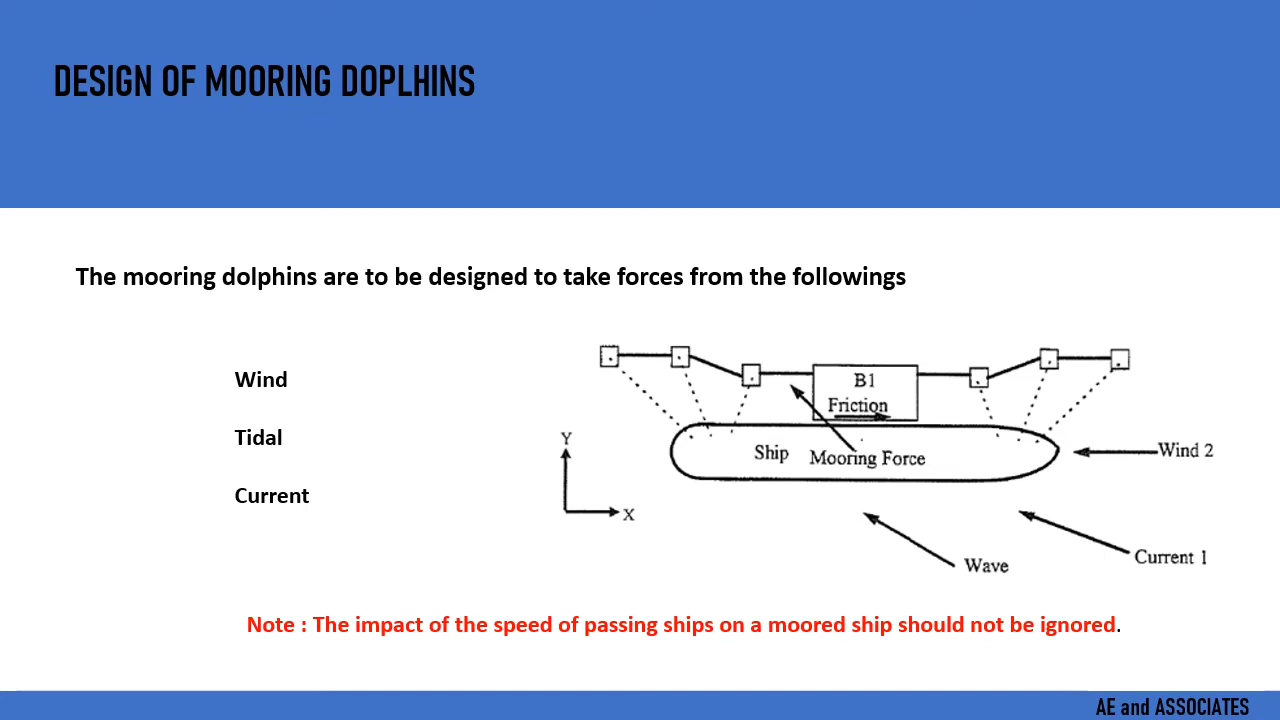 DESIGN OF MOORING DOPLHINS
The mooring dolphins are to be designed to take forces from the followings
Wind
Tidal
Current
B1
Friction
Ship
Mooring Force
Wind 2
Y
X
Wave
Current 1
Note : The impact of the speed of passing ships on a moored ship should not be ignored.
AE and ASSOCIATES